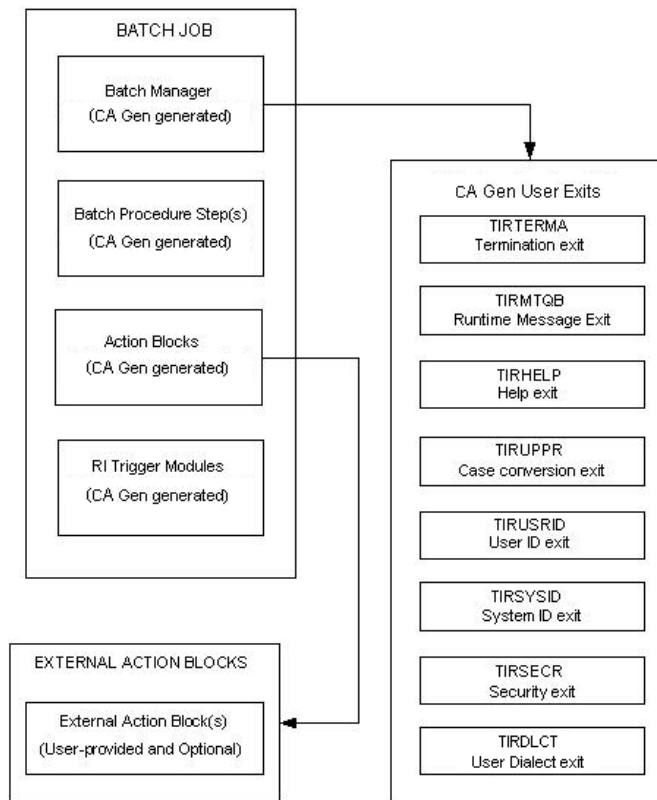 BATCH JOB
Batch Manager
(CA Gen generated)
Batch Procedure Step(s)
(CA Gen generated)
Action Blocks
(CA Gen generated)
RI Trigger Modules
(CA Gen generated)
EXTERNAL ACTION BLOCKS
External Action Block(s)
(User-provided and Optional)
CA Gen User Exits
TIRTERMA
Termination exit
TIRMTQB
Runtime Message Exit
TIRHELP
Help exit
TIRUPPR
Case conversion exit
TIRUSRID
User ID exit
TIRSYSID
System ID exit
TIRSECR
Security exit
TIRDLCT
User Dialect exit